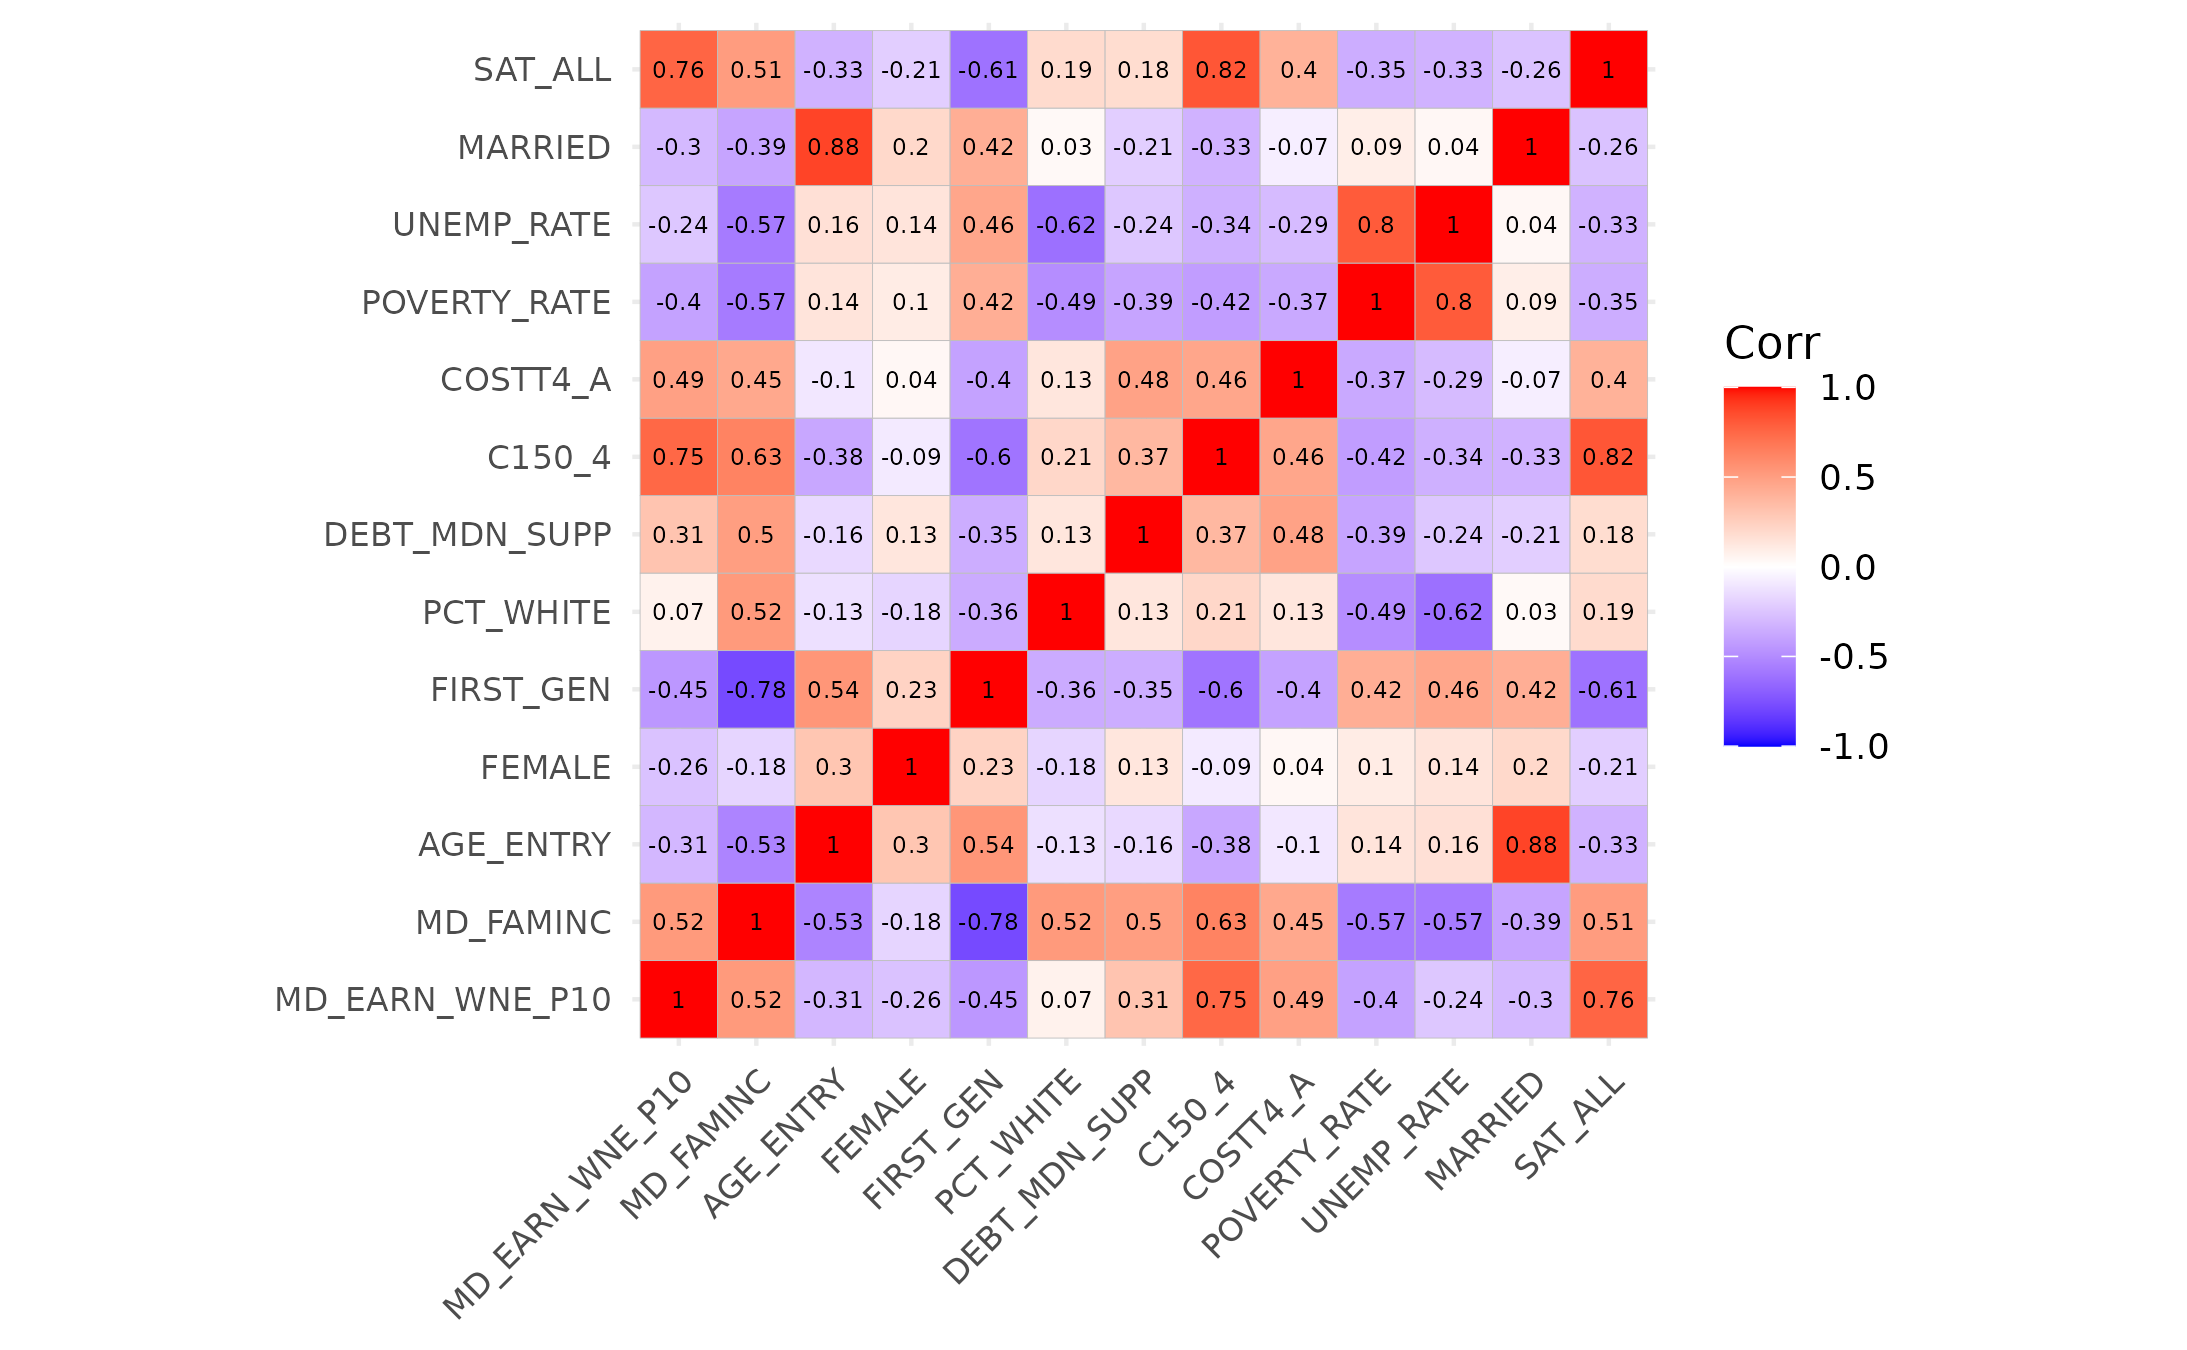 SAT_ALL 0.76 0.51 -0.33 -0.21 -0.61 0.19 0.18 0.82 0.4 -0.35 -0.33 -0.26 1
MARRIED -0.3 -0.39 0.88 0.2 0.42 0.03 -0.21 -0.33 -0.07 0.09 0.04 1 -0.26
UNEMP_RATE -0.24 -0.57 0.16 0.14 0.46 -0.62 -0.24 -0.34 -0.29 0.8 1 0.04 -0.33
POVERTY_RATE -0.4 -0.57 0.14 0.1 0.42 -0.49 -0.39 -0.42 -0.37 1 0.8 0.09 -0.35
COSTT4_A 0.49 0.45 -0.1 0.04 -0.4 0.13 0.48 0.46 1 -0.37 -0.29 -0.07 0.4
C150_4 0.75 0.63 -0.38 -0.09 -0.6 0.21 0.37 1 0.46 -0.42 -0.34 -0.33 0.82
DEBT_MDN_SUPP 0.31 0.5 -0.16 0.13 -0.35 0.13 1 0.37 0.48 -0.39 -0.24 -0.21 0.18
PCT_WHITE 0.07 0.52 -0.13 -0.18 -0.36 1 0.13 0.21 0.13 -0.49 -0.62 0.03 0.19
FIRST_GEN -0.45 -0.78 0.54 0.23 1 -0.36 -0.35 -0.6 -0.4 0.42 0.46 0.42 -0.61
FEMALE -0.26 -0.18 0.3 1 0.23 -0.18 0.13 -0.09 0.04 0.1 0.14 0.2 -0.21
AGE_ENTRY -0.31 -0.53 1 0.3 0.54 -0.13 -0.16 -0.38 -0.1 0.14 0.16 0.88 -0.33
MD_FAMINC 0.52 1 -0.53 -0.18 -0.78 0.52 0.5 0.63 0.45 -0.57 -0.57 -0.39 0.51
MD_EARN_WNE_P10 1 0.52 -0.31 -0.26 -0.45 0.07 0.31 0.75 0.49 -0.4 -0.24 -0.3 0.76
MD_EARN_WNE_P10
MD_FAMINC
AGE_ENTRY
FEMALE
FIRST_GEN
PCT_WHITE
DEBT_MDN_SUPP
C150_4
COSTT4_A
POVERTY_RATE
UNEMP_RATE
MARRIED
SAT_ALL
Corr
1.0
0.5
0.0
-0.5
-1.0